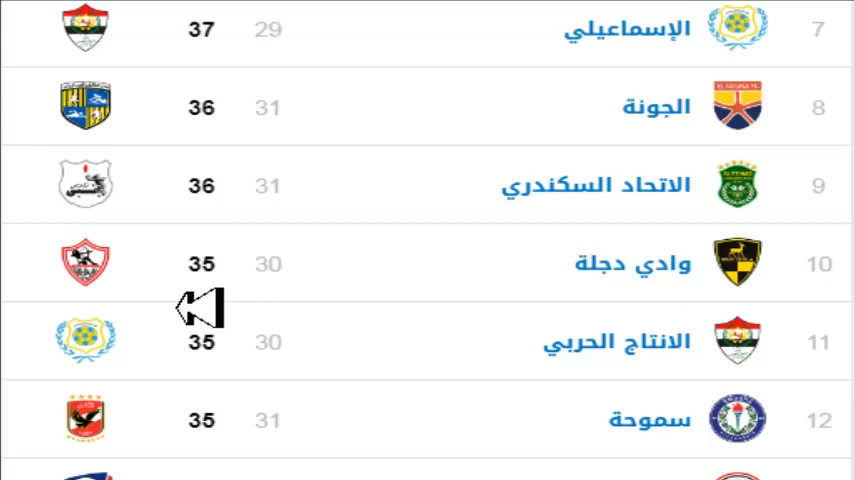 7 الإسماعيلي 29 37
8 الجونة 31 36
9 الاتحاد السكندري 31 36
10 وادي دجلة 30 35
11 الانتاج الحربي 30 35
12 سموحة 31 35